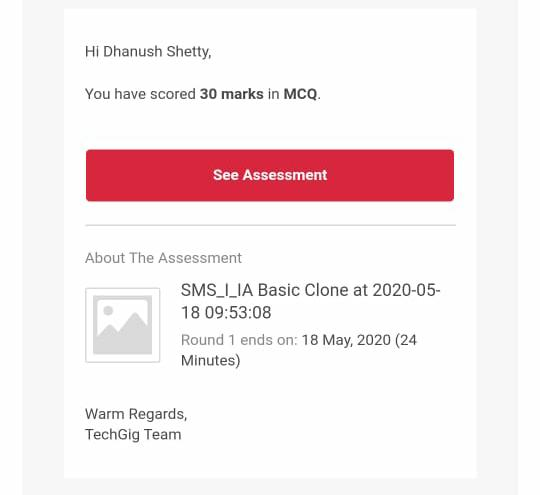 Hi Dhanush Shetty,
You have scored 30 marks in MCQ.
See Assessment
About The Assessment
SMS_I_IA Basic Clone at 2020-05-
18 09:53:08
Round 1 ends on: 18 May, 2020 (24
Minutes)
Warm Regards,
TechGig Team